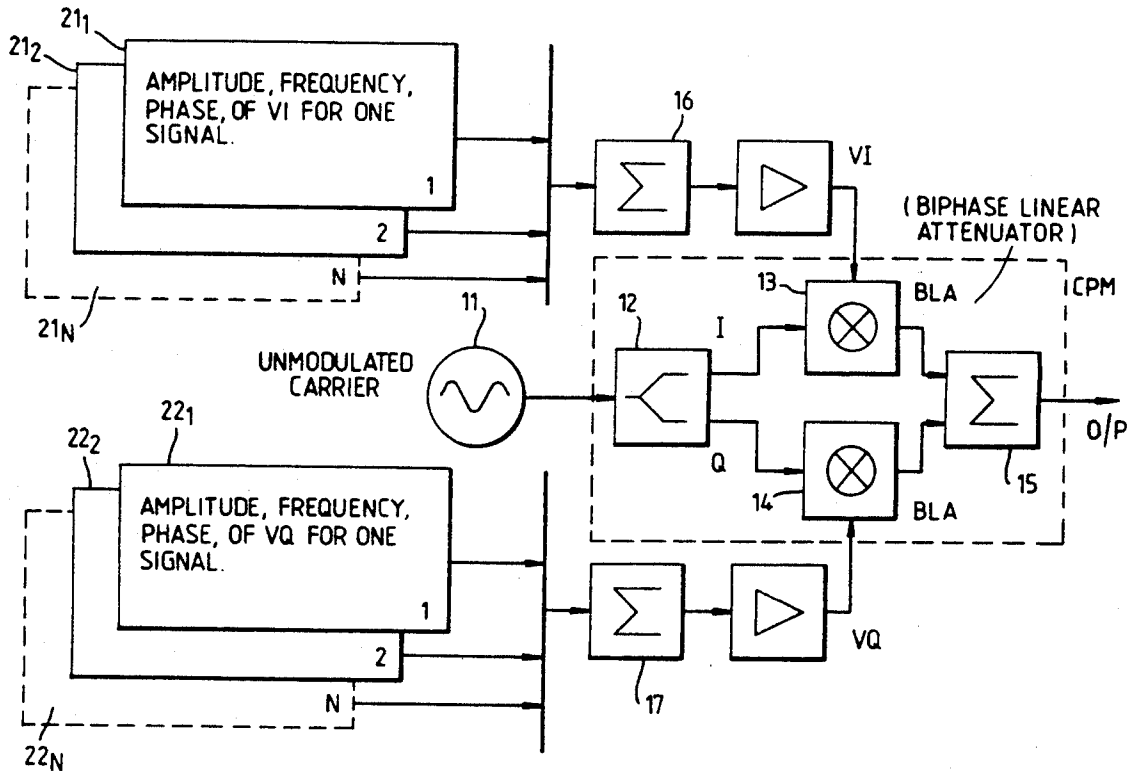 21₁
21₂
AMPLITUDE, FREQUENCY,
PHASE, OF VI FOR ONE
SIGNAL.
1
2
N
21N
16
Σ
VI
(BIPHASE LINEAR
ATTENUATOR)
CPM
13
BLA
12
I
Q
11
UNMODULATED
CARRIER
Σ
15
O/P
14
BLA
22₁
22₂
AMPLITUDE, FREQUENCY,
PHASE, OF VQ FOR ONE
SIGNAL.
1
2
N
22N
Σ
17
VQ